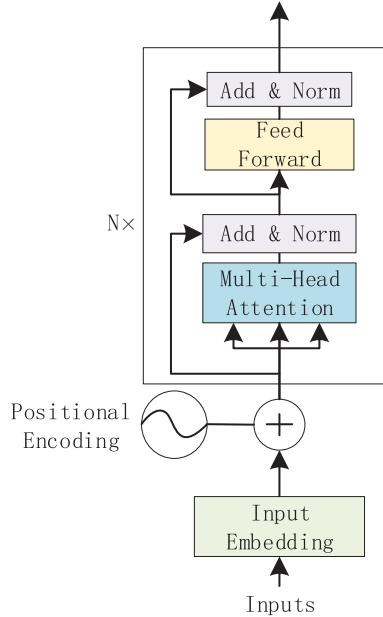 Add & Norm
Feed
Forward
N×
Add & Norm
Multi-Head
Attention
Positional
Encoding
Input
Embedding
Inputs